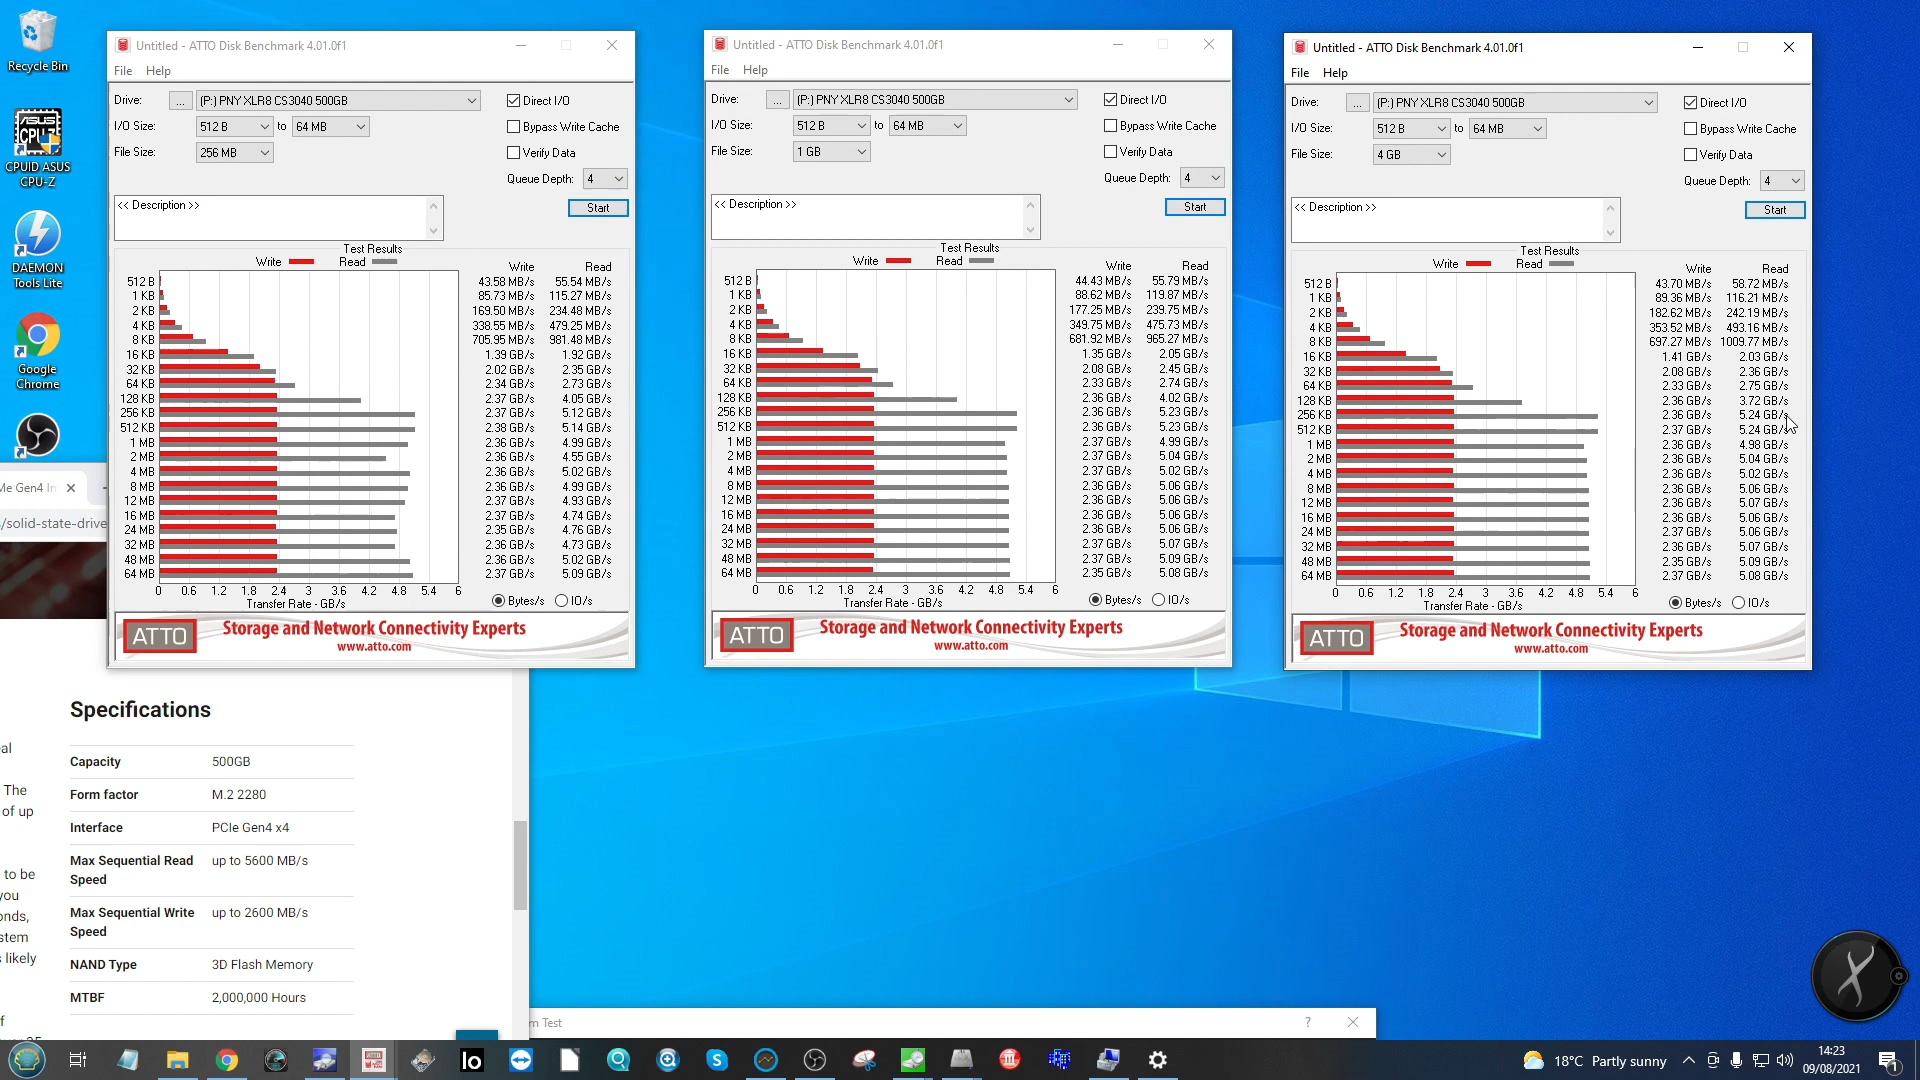 Recycle Bin
CPUID ASUS
CPU-Z
DAEMON
Tools Lite
Google
Chrome
Me Gen4 In
/solid-state-drive
Untitled - ATTO Disk Benchmark 4.01.0f1
File Help
Drive: ... (P:) PNY XLR8 CS3040 500GB
I/O Size: 512 B to 64 MB
File Size: 256 MB
Direct I/O
Bypass Write Cache
Verify Data
Queue Depth: 4
<< Description >>
Start
Test Results
Write Read
Write Read
512 B 43.58 MB/s 55.54 MB/s
1 KB 85.73 MB/s 115.27 MB/s
2 KB 169.50 MB/s 234.48 MB/s
4 KB 338.55 MB/s 479.25 MB/s
8 KB 705.95 MB/s 981.48 MB/s
16 KB 1.39 GB/s 1.92 GB/s
32 KB 2.02 GB/s 2.35 GB/s
64 KB 2.34 GB/s 2.73 GB/s
128 KB 2.37 GB/s 4.05 GB/s
256 KB 2.37 GB/s 5.12 GB/s
512 KB 2.38 GB/s 5.14 GB/s
1 MB 2.36 GB/s 4.99 GB/s
2 MB 2.36 GB/s 4.55 GB/s
4 MB 2.36 GB/s 5.02 GB/s
8 MB 2.36 GB/s 4.99 GB/s
12 MB 2.37 GB/s 4.93 GB/s
16 MB 2.37 GB/s 4.74 GB/s
24 MB 2.35 GB/s 4.76 GB/s
32 MB 2.36 GB/s 4.73 GB/s
48 MB 2.36 GB/s 5.02 GB/s
64 MB 2.37 GB/s 5.09 GB/s
0 0.6 1.2 1.8 2.4 3 3.6 4.2 4.8 5.4 6
Transfer Rate - GB/s
Bytes/s IO/s
ATTO Storage and Network Connectivity Experts
www.atto.com
Untitled - ATTO Disk Benchmark 4.01.0f1
File Help
Drive: ... (P:) PNY XLR8 CS3040 500GB
I/O Size: 512 B to 64 MB
File Size: 1 GB
Direct I/O
Bypass Write Cache
Verify Data
Queue Depth: 4
<< Description >>
Start
Test Results
Write Read
Write Read
512 B 44.43 MB/s 55.79 MB/s
1 KB 88.62 MB/s 119.87 MB/s
2 KB 177.25 MB/s 239.75 MB/s
4 KB 349.75 MB/s 475.73 MB/s
8 KB 681.92 MB/s 965.27 MB/s
16 KB 1.35 GB/s 2.05 GB/s
32 KB 2.08 GB/s 2.45 GB/s
64 KB 2.33 GB/s 2.74 GB/s
128 KB 2.36 GB/s 4.02 GB/s
256 KB 2.36 GB/s 5.23 GB/s
512 KB 2.36 GB/s 5.23 GB/s
1 MB 2.37 GB/s 4.99 GB/s
2 MB 2.37 GB/s 5.04 GB/s
4 MB 2.37 GB/s 5.02 GB/s
8 MB 2.36 GB/s 5.06 GB/s
12 MB 2.36 GB/s 5.06 GB/s
16 MB 2.37 GB/s 5.06 GB/s
24 MB 2.36 GB/s 5.06 GB/s
32 MB 2.37 GB/s 5.07 GB/s
48 MB 2.37 GB/s 5.09 GB/s
64 MB 2.35 GB/s 5.08 GB/s
0 0.6 1.2 1.8 2.4 3 3.6 4.2 4.8 5.4 6
Transfer Rate - GB/s
Bytes/s IO/s
ATTO Storage and Network Connectivity Experts
www.atto.com
Untitled - ATTO Disk Benchmark 4.01.0f1
File Help
Drive: ... (P:) PNY XLR8 CS3040 500GB
I/O Size: 512 B to 64 MB
File Size: 4 GB
Direct I/O
Bypass Write Cache
Verify Data
Queue Depth: 4
<< Description >>
Start
Test Results
Write Read
Write Read
512 B 43.70 MB/s 58.72 MB/s
1 KB 89.36 MB/s 116.21 MB/s
2 KB 182.62 MB/s 242.19 MB/s
4 KB 353.52 MB/s 493.16 MB/s
8 KB 697.27 MB/s 1009.77 MB/s
16 KB 1.41 GB/s 2.03 GB/s
32 KB 2.08 GB/s 2.36 GB/s
64 KB 2.33 GB/s 2.75 GB/s
128 KB 2.36 GB/s 3.72 GB/s
256 KB 2.36 GB/s 5.24 GB/s
512 KB 2.37 GB/s 5.24 GB/s
1 MB 2.36 GB/s 4.98 GB/s
2 MB 2.36 GB/s 5.04 GB/s
4 MB 2.36 GB/s 5.02 GB/s
8 MB 2.36 GB/s 5.06 GB/s
12 MB 2.36 GB/s 5.07 GB/s
16 MB 2.36 GB/s 5.06 GB/s
24 MB 2.37 GB/s 5.06 GB/s
32 MB 2.36 GB/s 5.07 GB/s
48 MB 2.35 GB/s 5.09 GB/s
64 MB 2.37 GB/s 5.08 GB/s
0 0.6 1.2 1.8 2.4 3 3.6 4.2 4.8 5.4 6
Transfer Rate - GB/s
Bytes/s IO/s
ATTO Storage and Network Connectivity Experts
www.atto.com
al
The
of up
to be
you
onds,
stem
likely
f
Specifications
Capacity 500GB
Form factor M.2 2280
Interface PCIe Gen4 x4
Max Sequential Read up to 5600 MB/s
Speed
Max Sequential Write up to 2600 MB/s
Speed
NAND Type 3D Flash Memory
MTBF 2,000,000 Hours
m Test ?
Io
18°C Partly sunny
14:23
09/08/2021
1